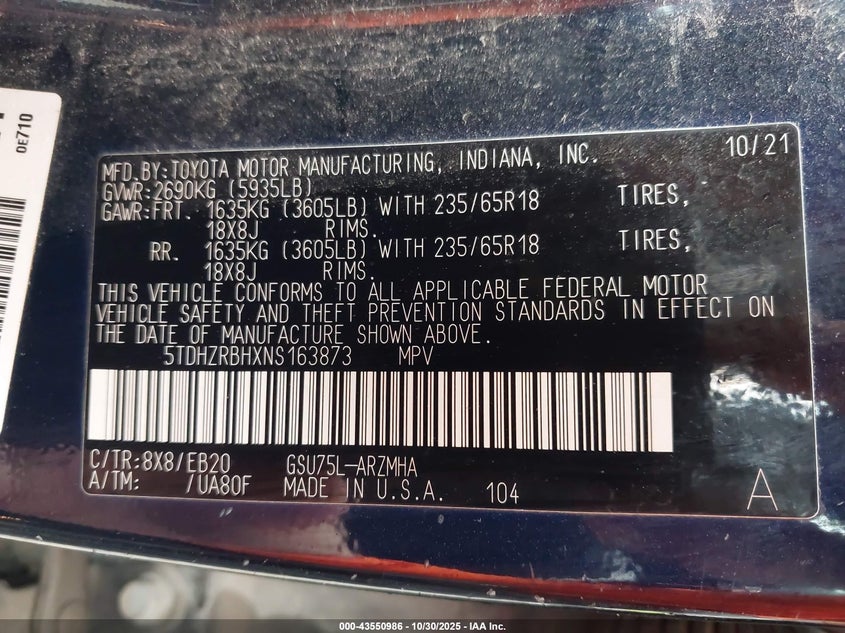 0E710
MFD.BY:TOYOTA MOTOR MANUFACTURING, INDIANA, INC. 10/21
GVWR:2690KG (5935LB)
GAWR:FRT. 1635KG (3605LB) WITH 235/65R18 TIRES,
18X8J RIMS.
RR. 1635KG (3605LB) WITH 235/65R18 TIRES,
18X8J RIMS.
THIS VEHICLE CONFORMS TO ALL APPLICABLE FEDERAL MOTOR
VEHICLE SAFETY AND THEFT PREVENTION STANDARDS IN EFFECT ON
THE DATE OF MANUFACTURE SHOWN ABOVE.
5TDHZRBHXNS163873 MPV
C/TR:8X8/EB20 GSU75L-ARZMHA
A/TM: /UA80F MADE IN U.S.A. 104 A
000-43550986 - 10/30/2025 - IAA Inc.